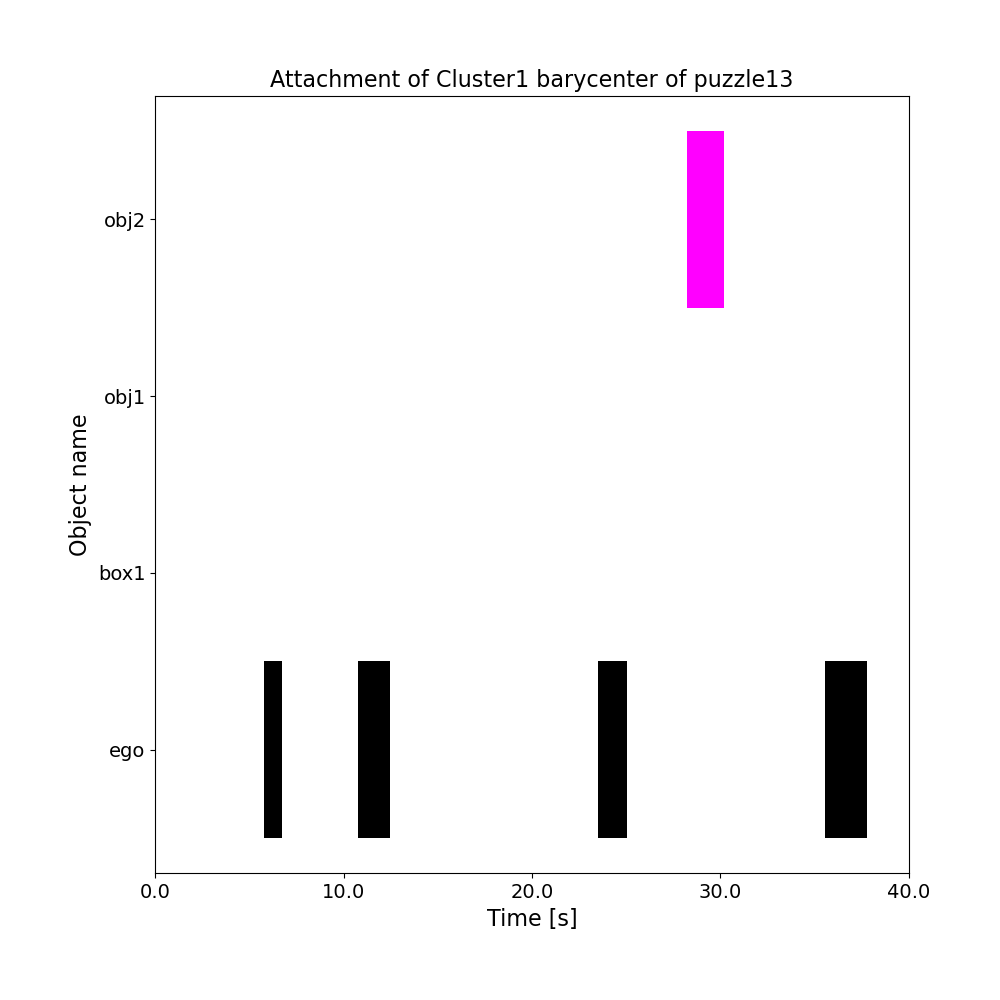 Attachment of Cluster1 barycenter of puzzle13
obj2
obj1
box1
ego
Object name
0.0 10.0 20.0 30.0 40.0
Time [s]